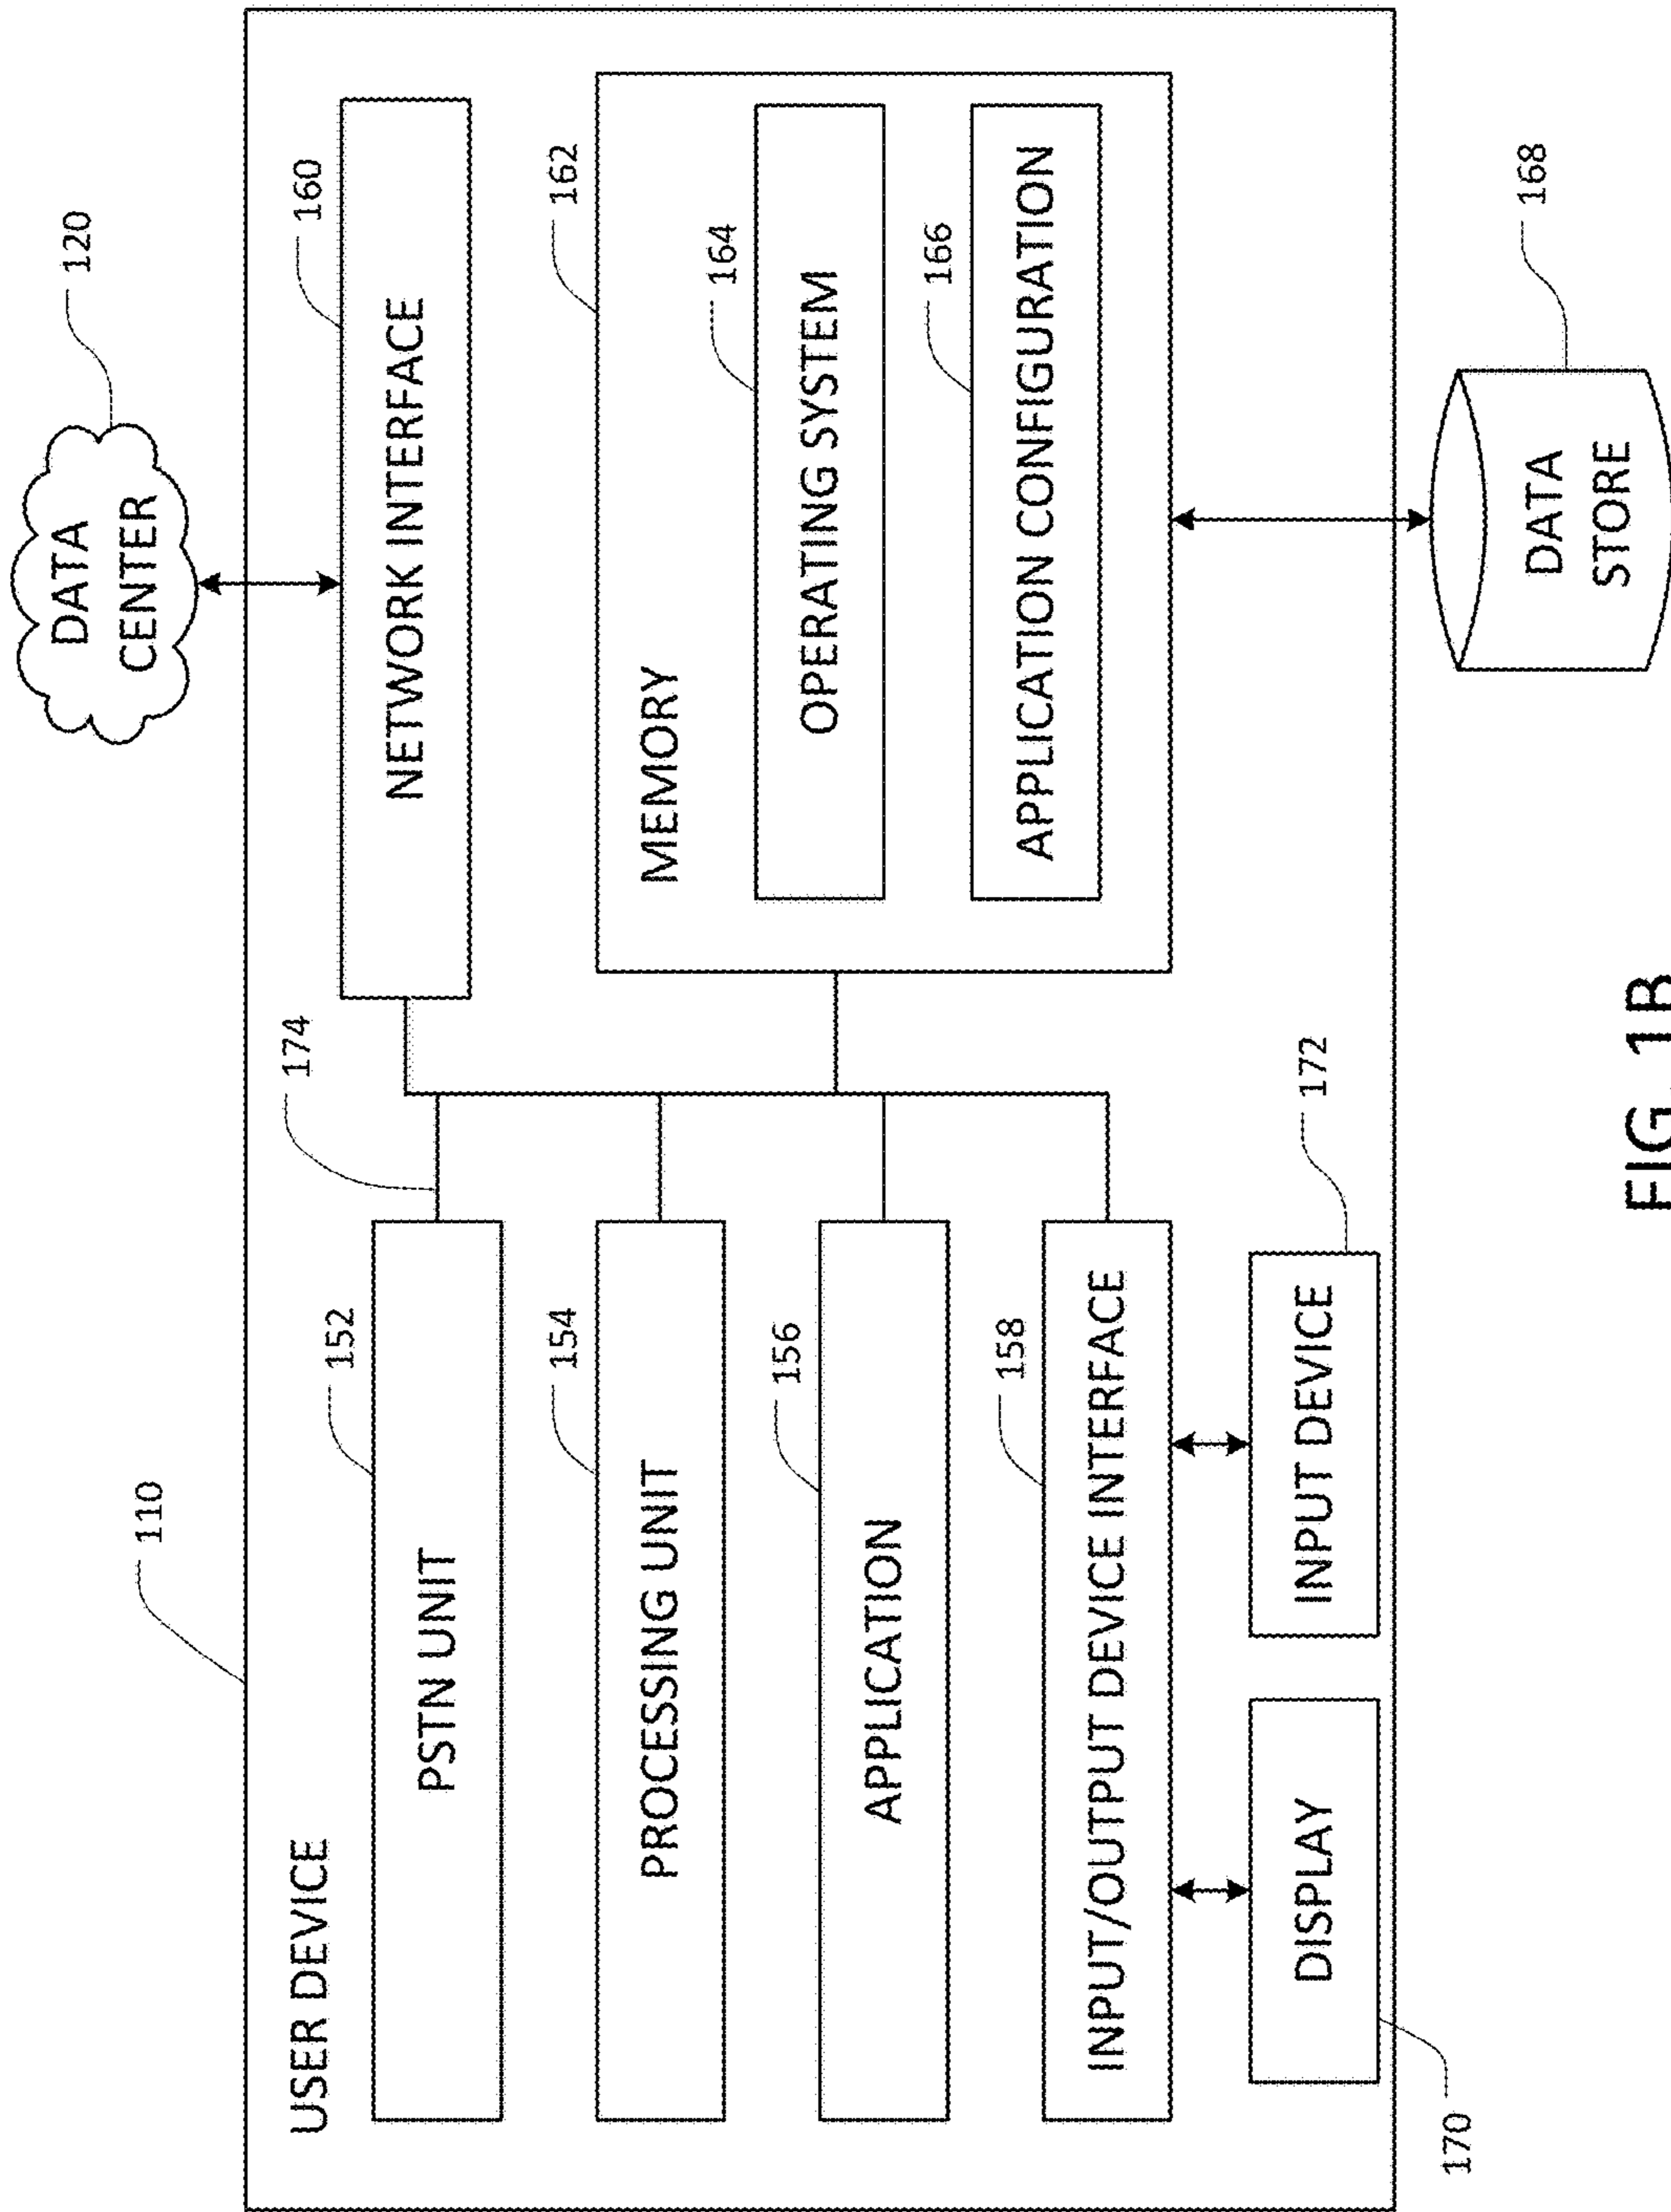 120
DATA
CENTER
110
USER DEVICE
152
PSTN UNIT
154
PROCESSING UNIT
156
APPLICATION
158
INPUT/OUTPUT DEVICE INTERFACE
DISPLAY
170
INPUT DEVICE
172
174
160
NETWORK INTERFACE
162
MEMORY
164
OPERATING SYSTEM
166
APPLICATION CONFIGURATION
168
DATA
STORE
FIG. 1B